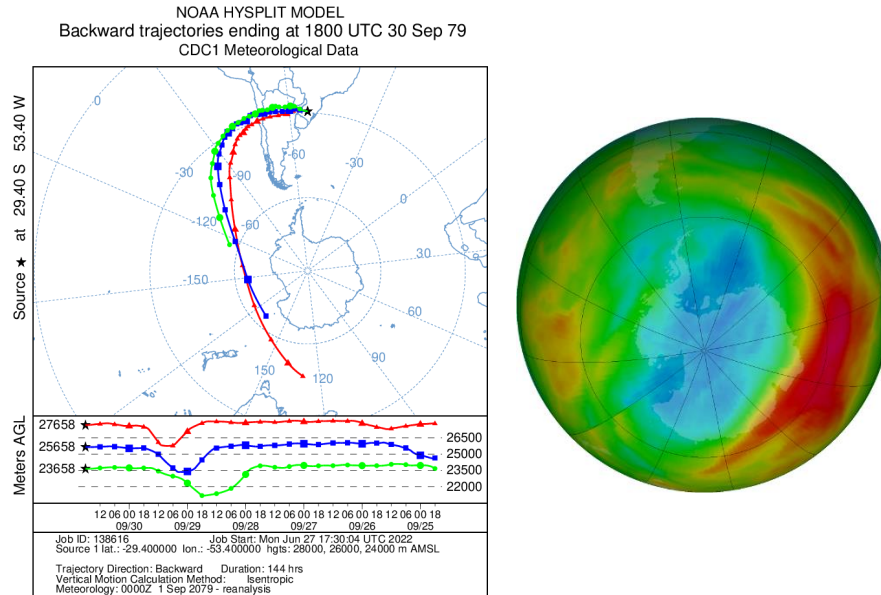 NOAA HYSPLIT MODEL
Backward trajectories ending at 1800 UTC 30 Sep 79
CDC1 Meteorological Data
Source ★ at 29.40 S 53.40 W
0
-30
-60
-30
-90
0
-120
-60
30
-150
60
90
150
120
Meters AGL
27658
25658
23658
26500
25000
23500
22000
12 06 00 18 12 06 00 18 12 06 00 18 12 06 00 18 12 06 00 18 12 06 00 18
09/30 09/29 09/28 09/27 09/26 09/25
Job ID: 138616 Job Start: Mon Jun 27 17:30:04 UTC 2022
Source 1 lat.: -29.400000 lon.: -53.400000 hgts: 28000, 26000, 24000 m AMSL
Trajectory Direction: Backward Duration: 144 hrs
Vertical Motion Calculation Method: Isentropic
Meteorology: 0000Z 1 Sep 2079 - reanalysis